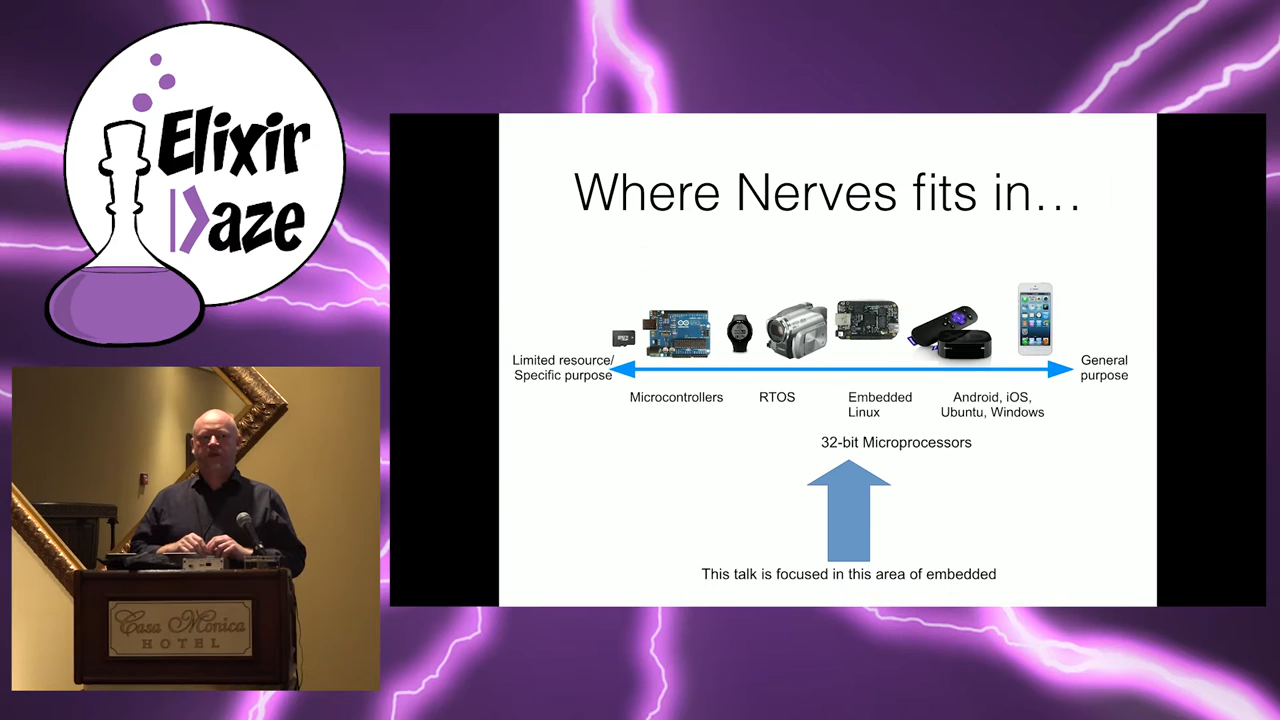 Elixir
|>aze
Where Nerves fits in…
Limited resource/
Specific purpose
General
purpose
Microcontrollers
RTOS
Embedded
Linux
Android, iOS,
Ubuntu, Windows
32-bit Microprocessors
This talk is focused in this area of embedded
Casa Monica
HOTEL